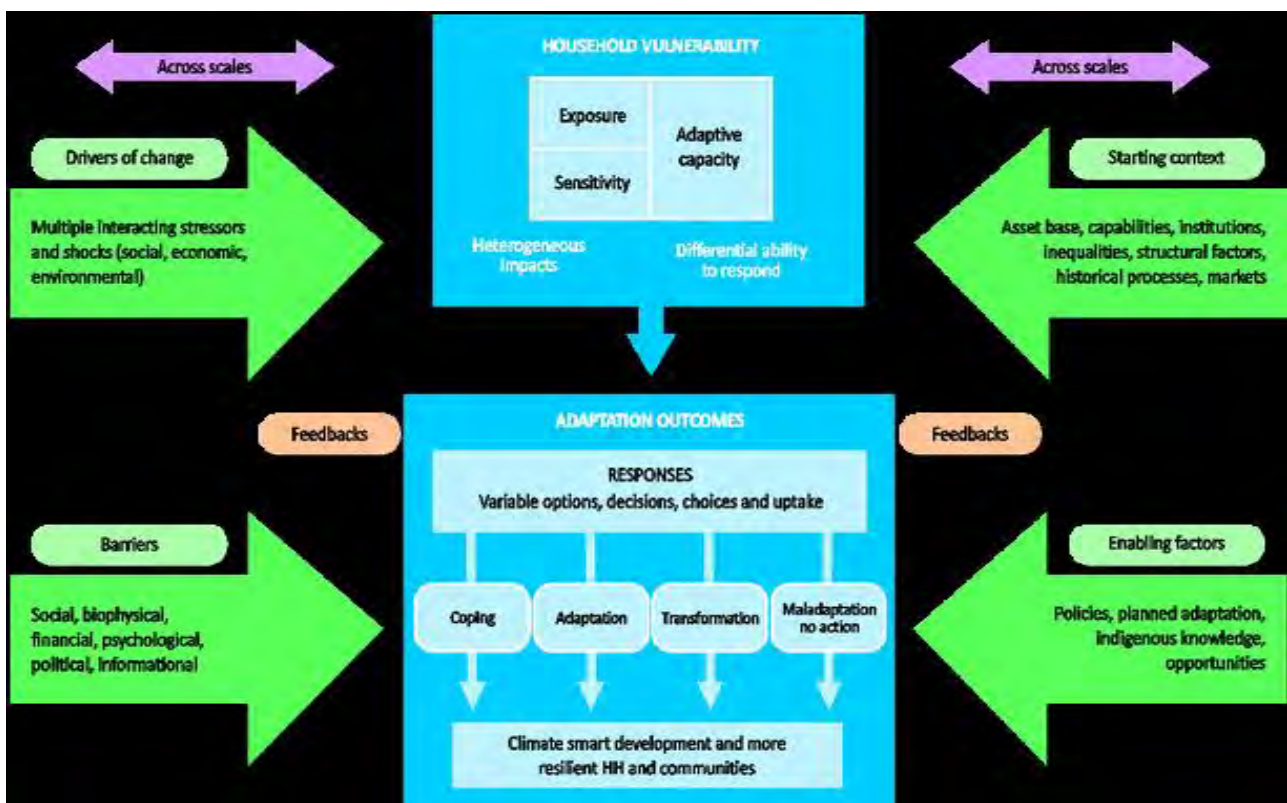 HOUSEHOLD VULNERABILITY
Across scales
Across scales
Exposure
Sensitivity
Adaptive
capacity
Heterogeneous
impacts
Differential ability
to respond
Drivers of change
Multiple interacting stressors
and shocks (social, economic,
environmental)
Starting context
Asset base, capabilities, institutions,
inequalities, structural factors,
historical processes, markets
Feedbacks
Feedbacks
ADAPTATION OUTCOMES
RESPONSES
Variable options, decisions, choices and uptake
Coping
Adaptation
Transformation
Maladaptation
no action
Climate smart development and more
resilient HH and communities
Barriers
Social, biophysical,
financial, psychological,
political, informational
Enabling factors
Policies, planned adaptation,
indigenous knowledge,
opportunities